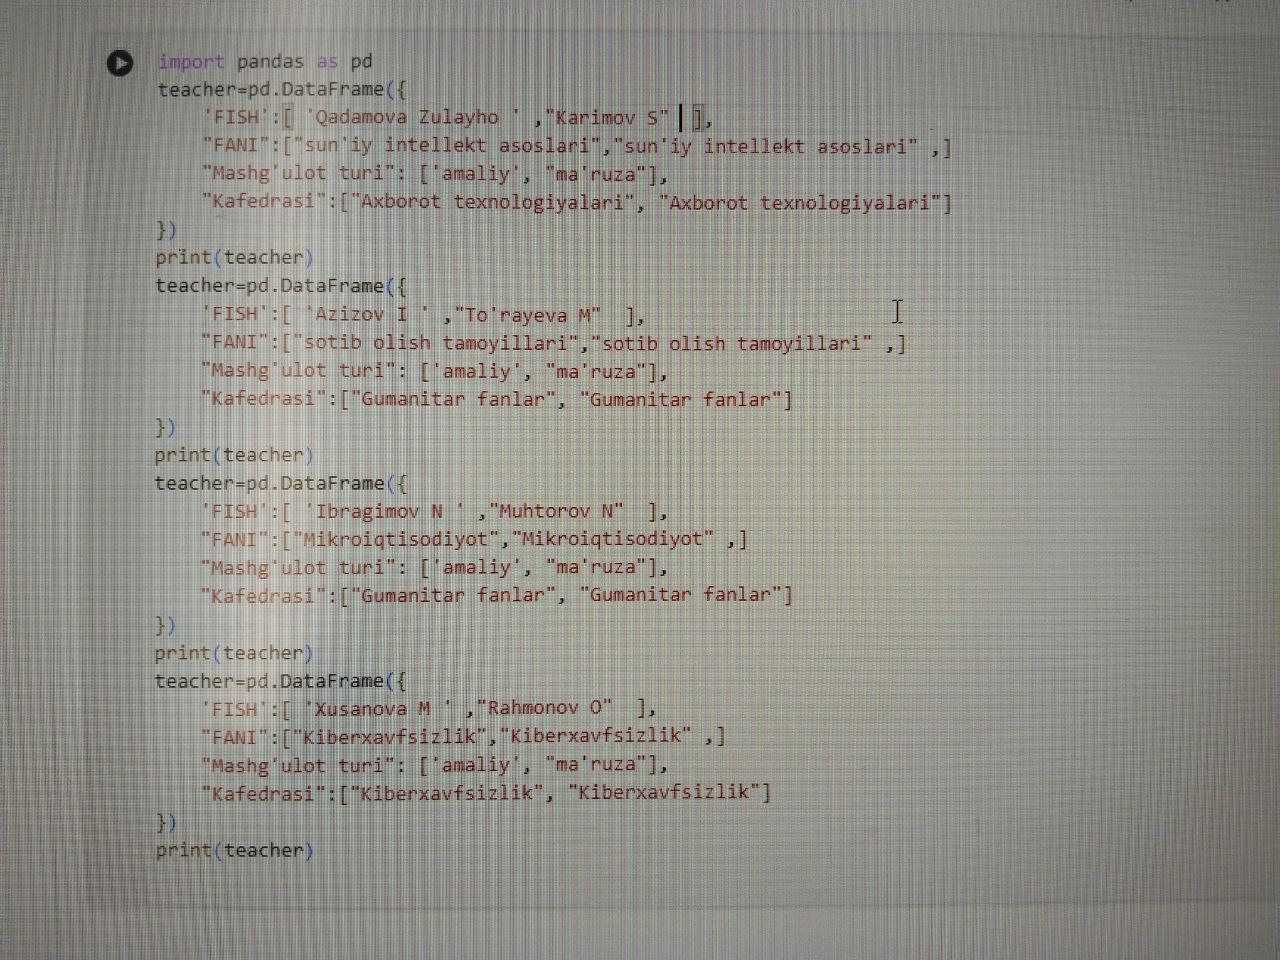 import pandas as pd
teacher=pd.DataFrame({
'FISH':[ 'Qadamova Zulayho ' ,"Karimov S"  ],
"FANI":["sun'iy intellekt asoslari","sun'iy intellekt asoslari" ,]
"Mashg'ulot turi": ['amaliy', "ma'ruza"],
"Kafedrasi":["Axborot texnologiyalari", "Axborot texnologiyalari"]
})
print(teacher)
teacher=pd.DataFrame({
'FISH':[ 'Azizov I ' ,"To'rayeva M"  ],
"FANI":["sotib olish tamoyillari","sotib olish tamoyillari" ,]
"Mashg'ulot turi": ['amaliy', "ma'ruza"],
"Kafedrasi":["Gumanitar fanlar", "Gumanitar fanlar"]
})
print(teacher)
teacher=pd.DataFrame({
'FISH':[ 'Ibragimov N ' ,"Muhtorov N"  ],
"FANI":["Mikroiqtisodiyot","Mikroiqtisodiyot" ,]
"Mashg'ulot turi": ['amaliy', "ma'ruza"],
"Kafedrasi":["Gumanitar fanlar", "Gumanitar fanlar"]
})
print(teacher)
teacher=pd.DataFrame({
'FISH':[ 'Xusanova M ' ,"Rahmonov O"  ],
"FANI":["Kiberxavfsizlik","Kiberxavfsizlik" ,]
"Mashg'ulot turi": ['amaliy', "ma'ruza"],
"Kafedrasi":["Kiberxavfsizlik", "Kiberxavfsizlik"]
})
print(teacher)